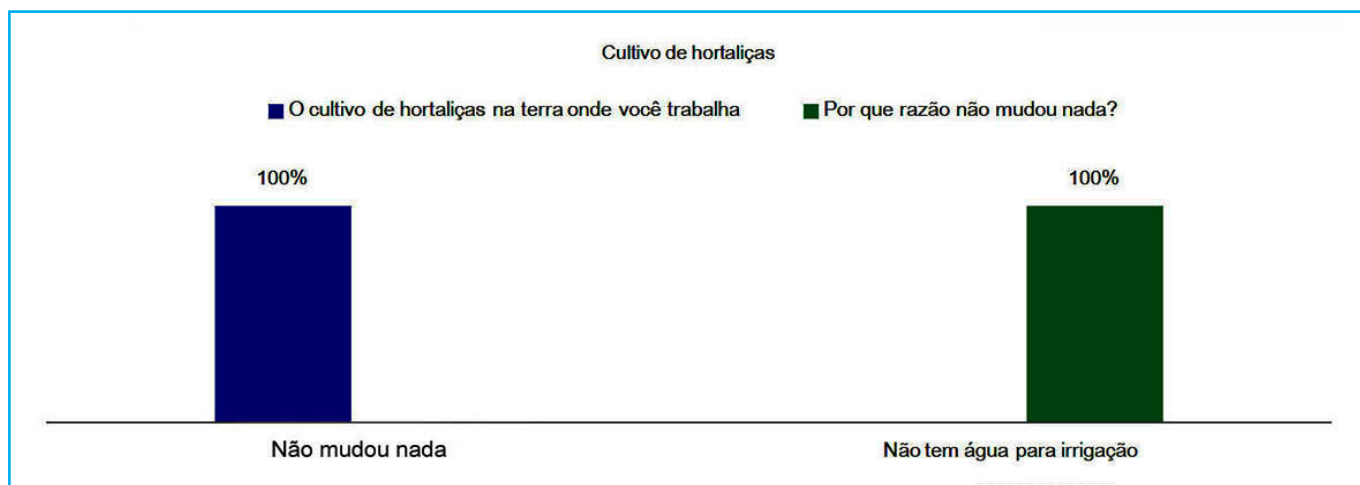 Cultivo de hortaliças
O cultivo de hortaliças na terra onde você trabalha
Por que razão não mudou nada?
100%
100%
Não mudou nada
Não tem água para irrigação